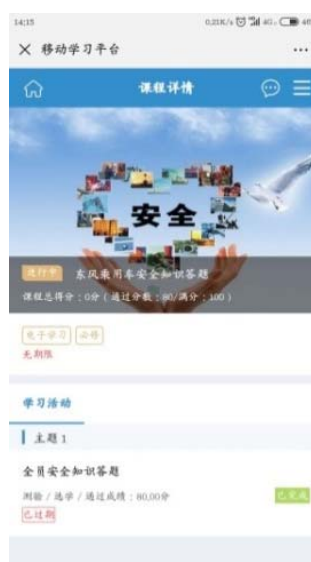 14:15
0.21K/s 4G
移动学习平台
课程详情
安全
进行中 东风乘用车安全知识答题
课程总得分：0分（通过分数：80/满分：100）
电子学习 必修
无期限
学习活动
主题 1
全员安全知识答题
测验 / 选学 / 通过成绩：80.00分
已完成
已过期